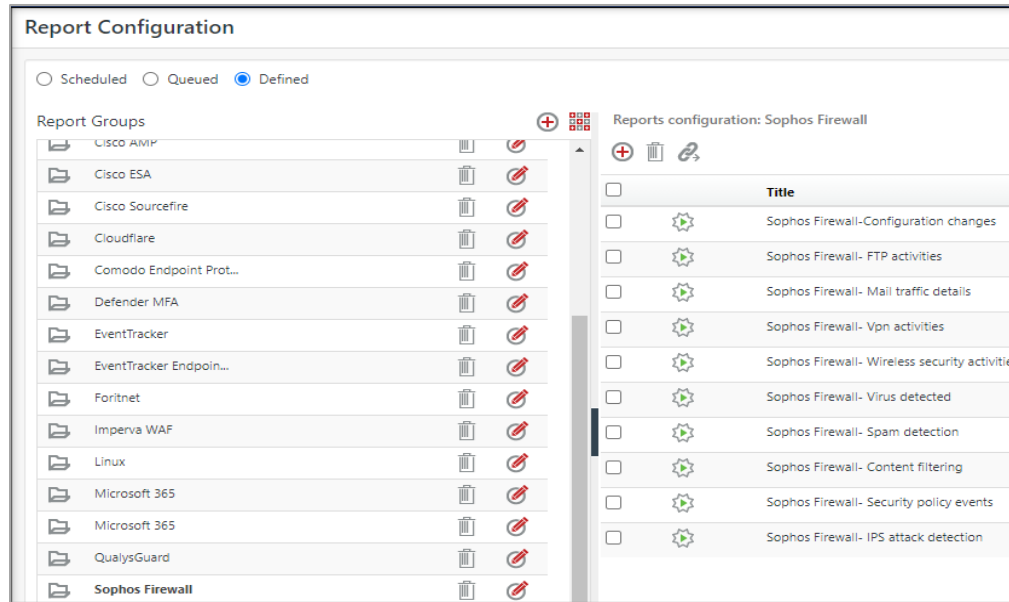 Report Configuration
Scheduled Queued Defined
Report Groups
Cisco AMP
Cisco ESA
Cisco Sourcefire
Cloudflare
Comodo Endpoint Prot...
Defender MFA
EventTracker
EventTracker Endpoin...
Foritnet
Imperva WAF
Linux
Microsoft 365
Microsoft 365
QualysGuard
Sophos Firewall
Reports configuration: Sophos Firewall
Title
Sophos Firewall-Configuration changes
Sophos Firewall- FTP activities
Sophos Firewall- Mail traffic details
Sophos Firewall- Vpn activities
Sophos Firewall- Wireless security activitie
Sophos Firewall- Virus detected
Sophos Firewall- Spam detection
Sophos Firewall- Content filtering
Sophos Firewall- Security policy events
Sophos Firewall- IPS attack detection